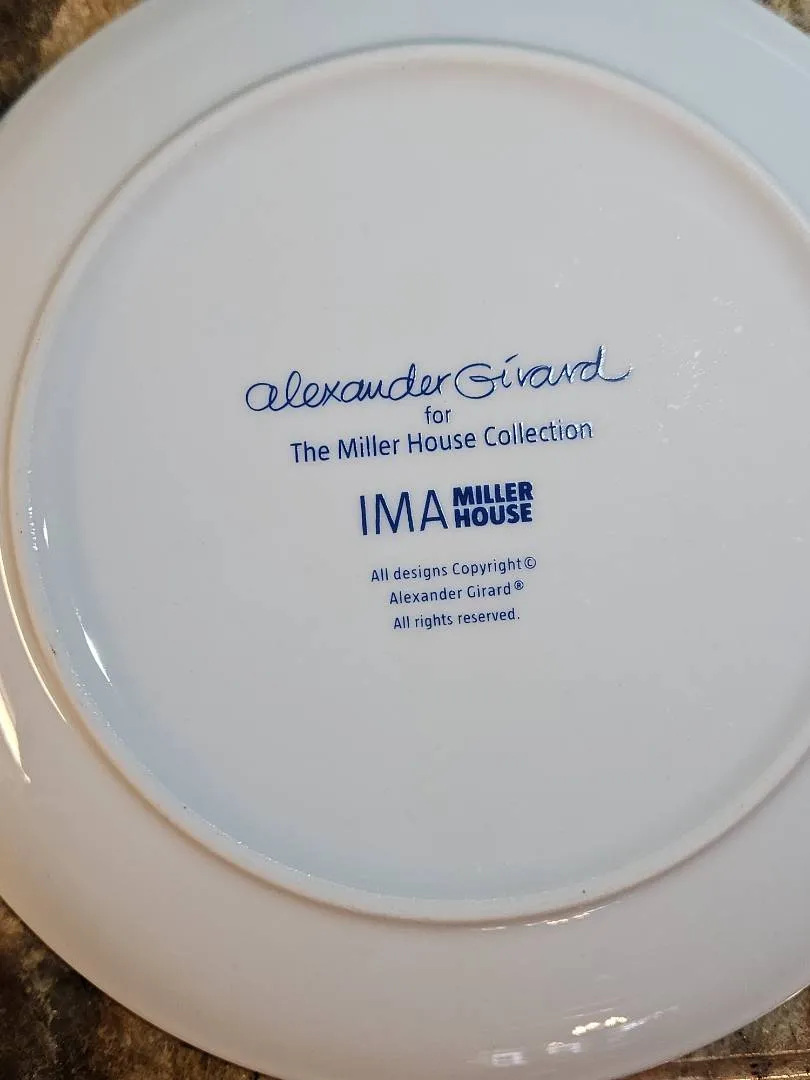 alexander Girard
for
The Miller House Collection
IMA MILLER HOUSE
All designs Copyright ©
Alexander Girard ®
All rights reserved.